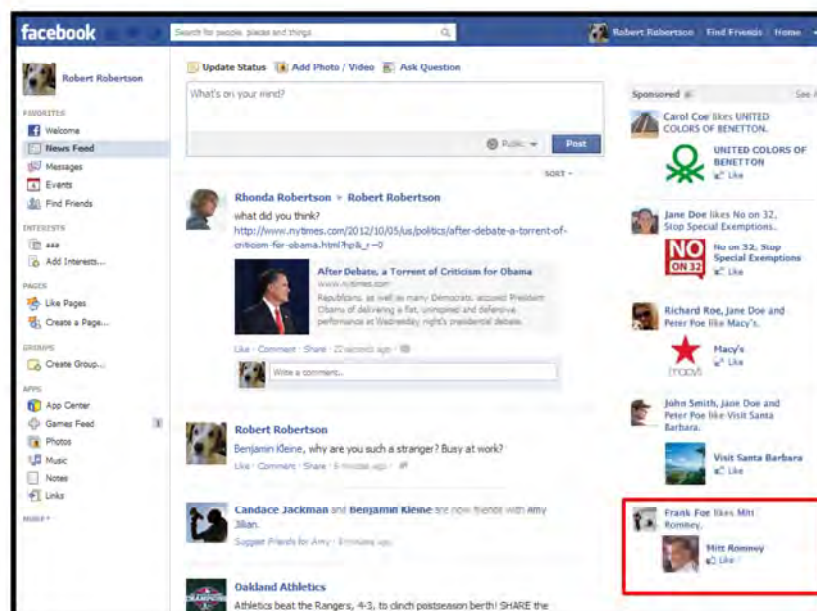 facebook
Search for people, places and things
Robert Robertson Find Friends Home
Robert Robertson
FAVORITES
Welcome
News Feed
Messages
Events
Find Friends
INTERESTS
aaa
Add Interests...
PAGES
Like Pages
Create a Page...
GROUPS
Create Group...
APPS
App Center
Games Feed 1
Photos
Music
Notes
Links
MORE
Update Status Add Photo / Video Ask Question
What's on your mind?
Public Post
SORT
Rhonda Robertson ▸ Robert Robertson
what did you think?
http://www.nytimes.com/2012/10/05/us/politics/after-debate-a-torrent-of-
criticism-for-obama.html?hp&_r=0
After Debate, a Torrent of Criticism for Obama
www.nytimes.com
Republicans, as well as many Democrats, accused President
Obama of delivering a flat, uninspired and defensive
performance at Wednesday night's presidential debate.
Like · Comment · Share · 22 seconds ago ·
Write a comment...
Robert Robertson
Benjamin Kleine, why are you such a stranger? Busy at work?
Like · Comment · Share · 6 minutes ago ·
Candace Jackman and Benjamin Kleine are now friends with Amy
Jilian.
Suggest Friends for Amy · minutes ago
Oakland Athletics
Athletics beat the Rangers, 4-3, to clinch postseason berth! SHARE the
Sponsored See
Carol Coe likes UNITED
COLORS OF BENETTON.
UNITED COLORS OF
BENETTON
Like
Jane Doe likes No on 32,
Stop Special Exemptions.
NO
ON 32
No on 32, Stop
Special Exemptions
Like
Richard Roe, Jane Doe and
Peter Poe like Macy's.
macys
Macy's
Like
John Smith, Jane Doe and
Peter Poe like Visit Santa
Barbara.
Visit Santa Barbara
Like
Frank Foe likes Mitt
Romney.
Mitt Romney
Like